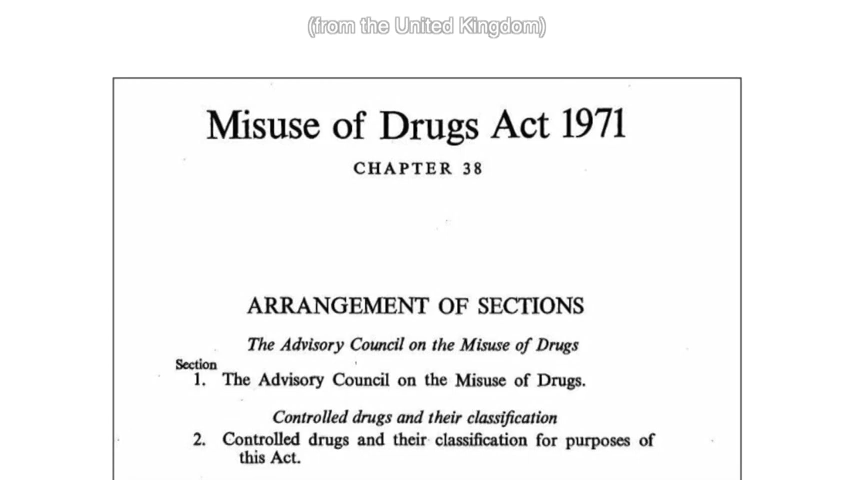 (from the United Kingdom)
Misuse of Drugs Act 1971
CHAPTER 38
ARRANGEMENT OF SECTIONS
The Advisory Council on the Misuse of Drugs
Section
1. The Advisory Council on the Misuse of Drugs.
Controlled drugs and their classification
2. Controlled drugs and their classification for purposes of
this Act.